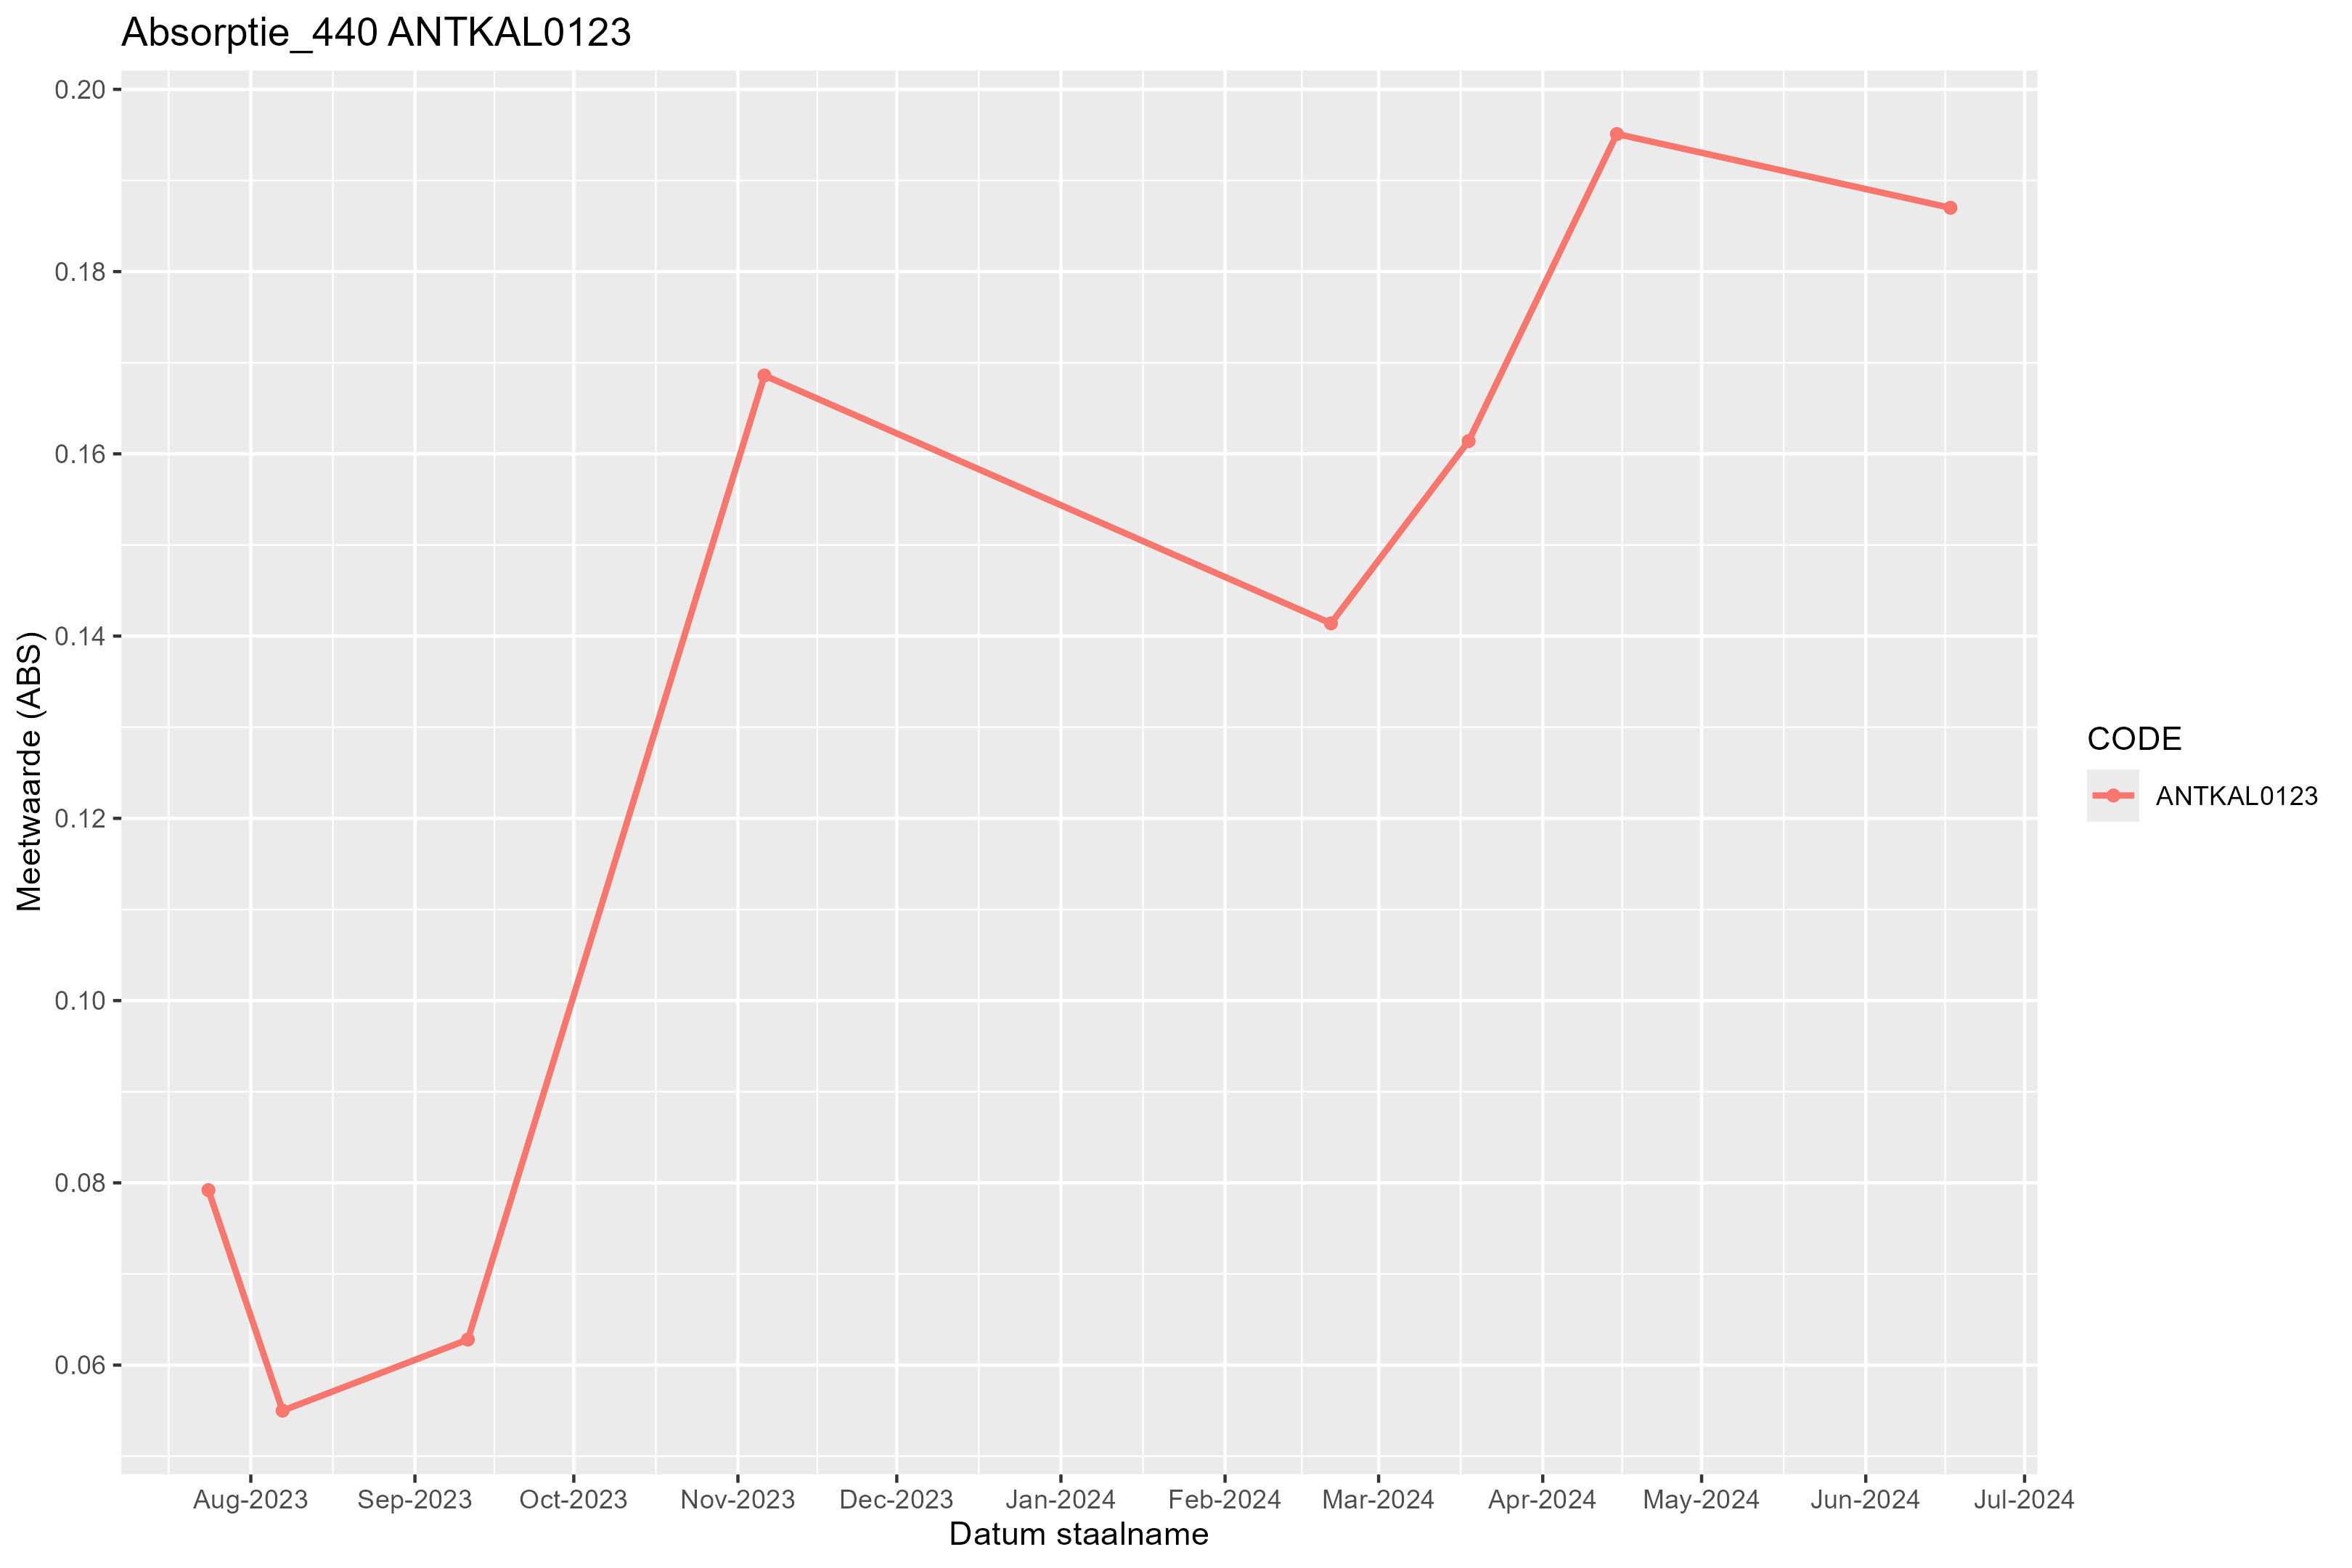 Absorptie_440 ANTKAL0123
0.20
0.18
0.16
0.14
0.12
0.10
0.08
0.06
Meetwaarde (ABS)
Aug-2023 Sep-2023 Oct-2023 Nov-2023 Dec-2023 Jan-2024 Feb-2024 Mar-2024 Apr-2024 May-2024 Jun-2024 Jul-2024
Datum staalname
CODE
ANTKAL0123